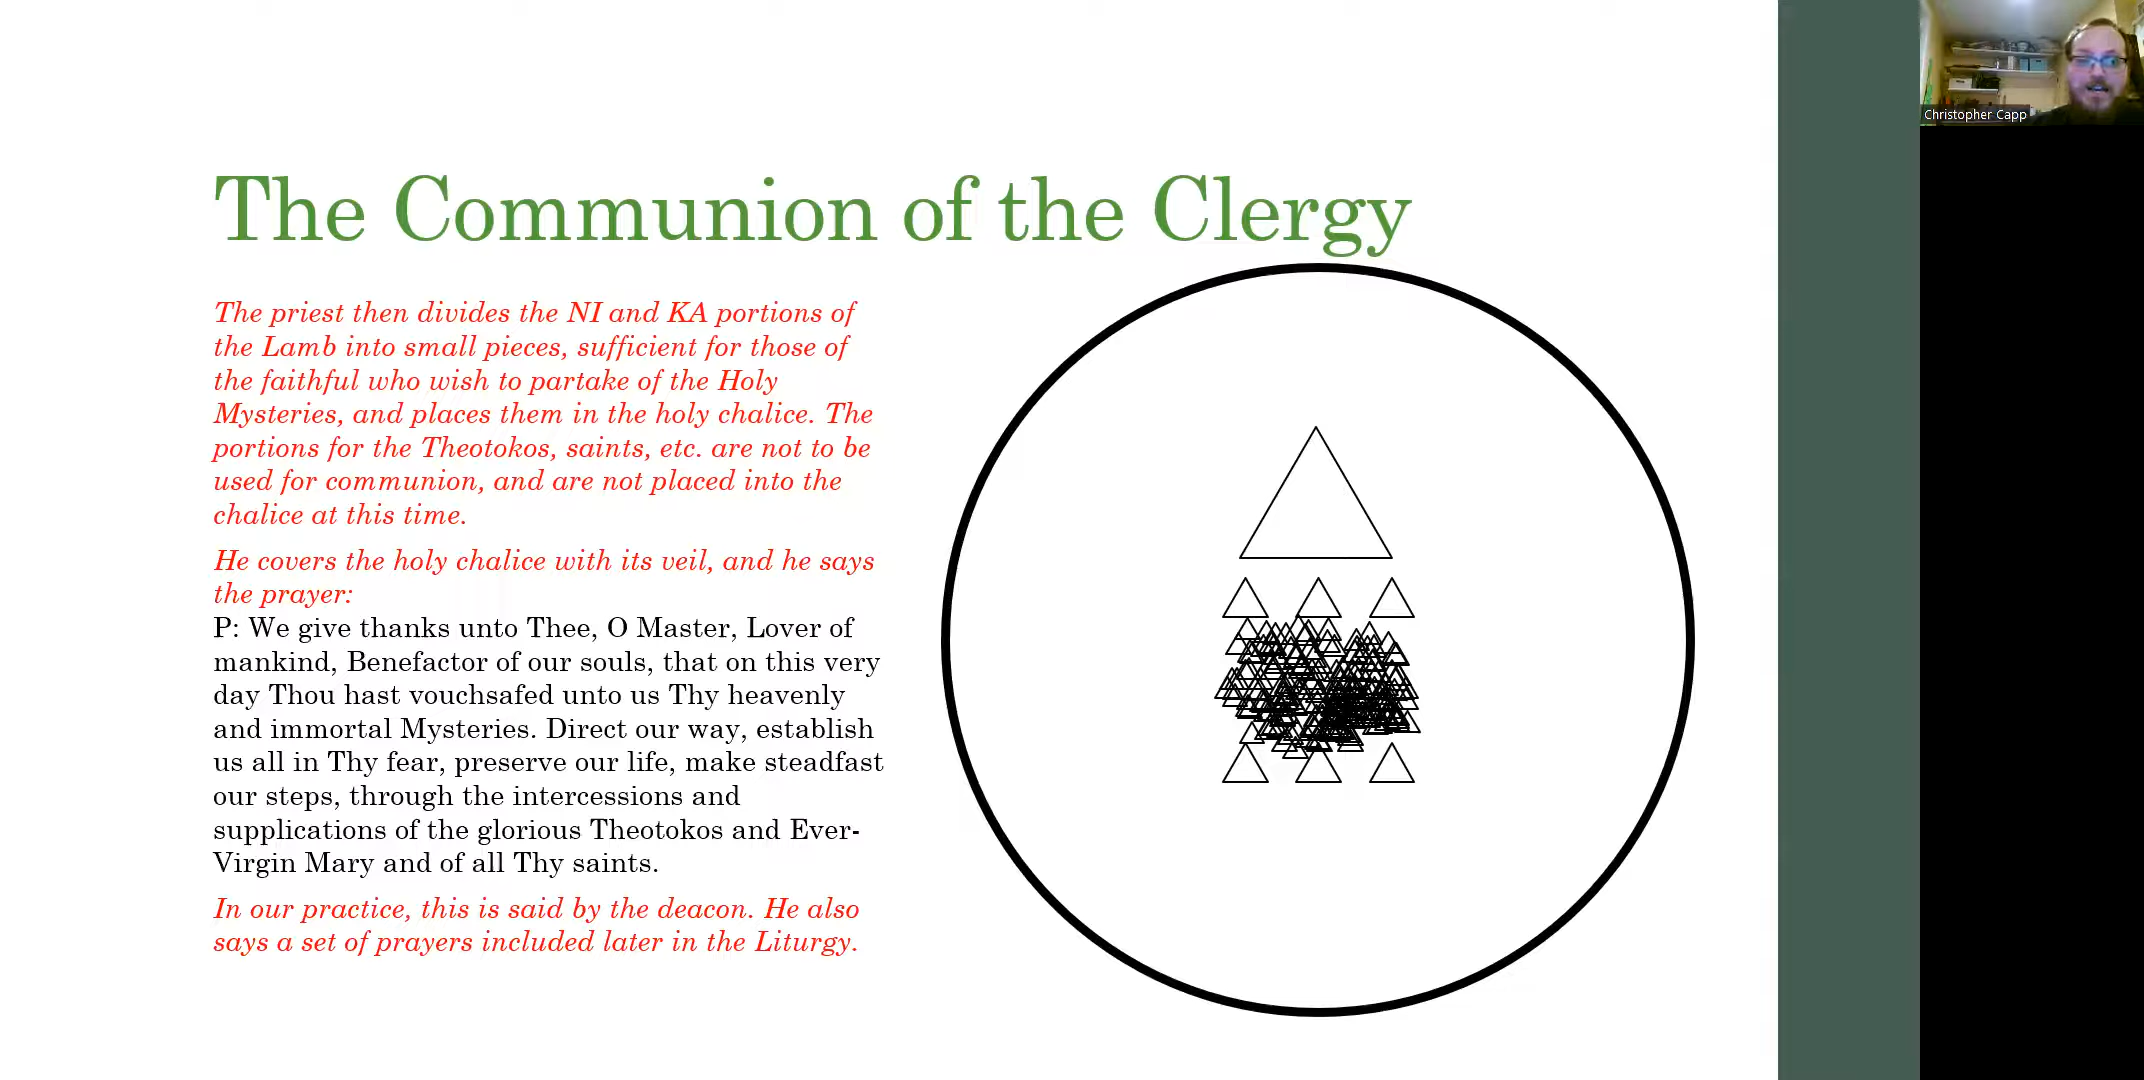 The Communion of the Clergy
The priest then divides the NI and KA portions of
the Lamb into small pieces, sufficient for those of
the faithful who wish to partake of the Holy
Mysteries, and places them in the holy chalice. The
portions for the Theotokos, saints, etc. are not to be
used for communion, and are not placed into the
chalice at this time.
He covers the holy chalice with its veil, and he says
the prayer:
P: We give thanks unto Thee, O Master, Lover of
mankind, Benefactor of our souls, that on this very
day Thou hast vouchsafed unto us Thy heavenly
and immortal Mysteries. Direct our way, establish
us all in Thy fear, preserve our life, make steadfast
our steps, through the intercessions and
supplications of the glorious Theotokos and Ever-
Virgin Mary and of all Thy saints.
In our practice, this is said by the deacon. He also
says a set of prayers included later in the Liturgy.
Christopher Capp